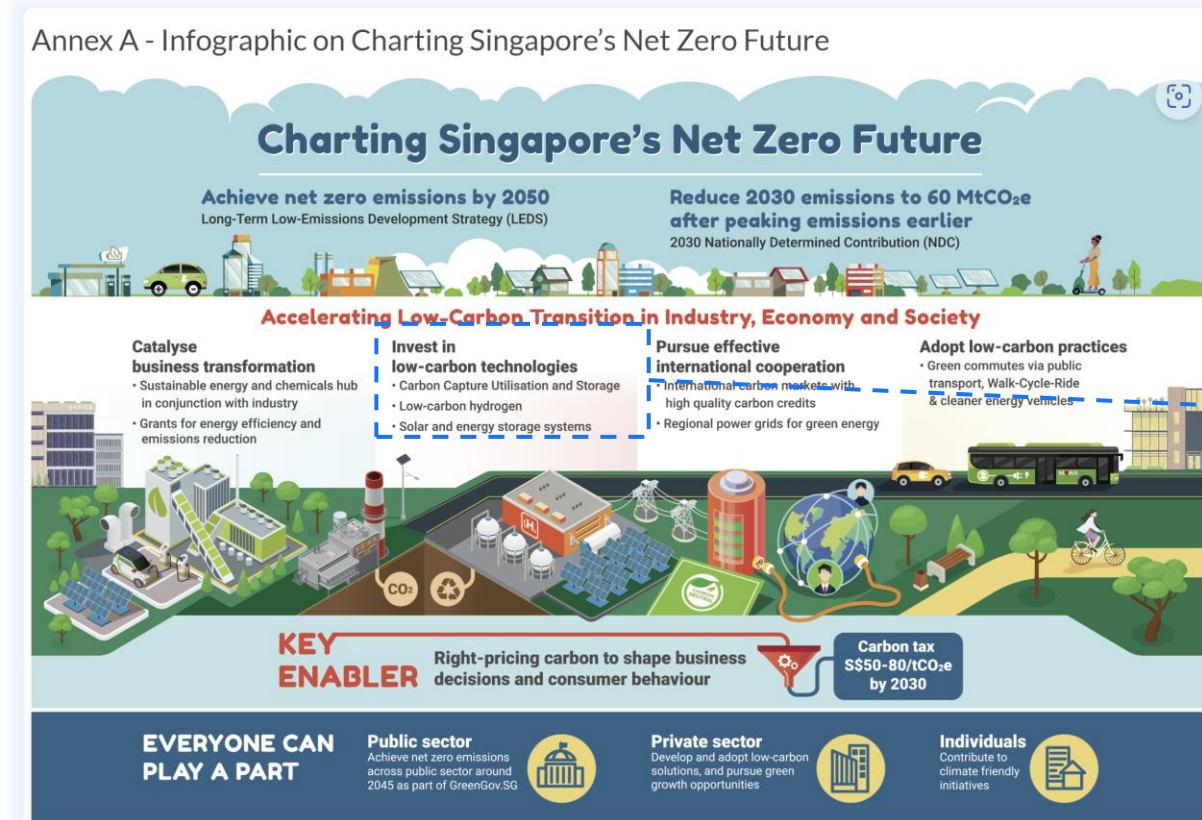 Annex A - Infographic on Charting Singapore's Net Zero Future
Charting Singapore's Net Zero Future
Achieve net zero emissions by 2050
Long-Term Low-Emissions Development Strategy (LEDS)
Reduce 2030 emissions to 60 MtCO₂e
after peaking emissions earlier
2030 Nationally Determined Contribution (NDC)
Accelerating Low-Carbon Transition in Industry, Economy and Society
Catalyse
business transformation
• Sustainable energy and chemicals hub
in conjunction with industry
• Grants for energy efficiency and
emissions reduction
Invest in
low-carbon technologies
• Carbon Capture Utilisation and Storage
• Low-carbon hydrogen
• Solar and energy storage systems
Pursue effective
international cooperation
• International carbon markets with
high quality carbon credits
• Regional power grids for green energy
Adopt low-carbon practices
• Green commutes via public
transport, Walk-Cycle-Ride
& cleaner energy vehicles
OFFICE
H₂
CO₂
CARBON
NEUTRAL
KEY
ENABLER
Right-pricing carbon to shape business
decisions and consumer behaviour
Carbon tax
S$50-80/tCO₂e
by 2030
EVERYONE CAN
PLAY A PART
Public sector
Achieve net zero emissions
across public sector around
2045 as part of GreenGov.SG
Private sector
Develop and adopt low-carbon
solutions, and pursue green
growth opportunities
Individuals
Contribute to
climate friendly
initiatives